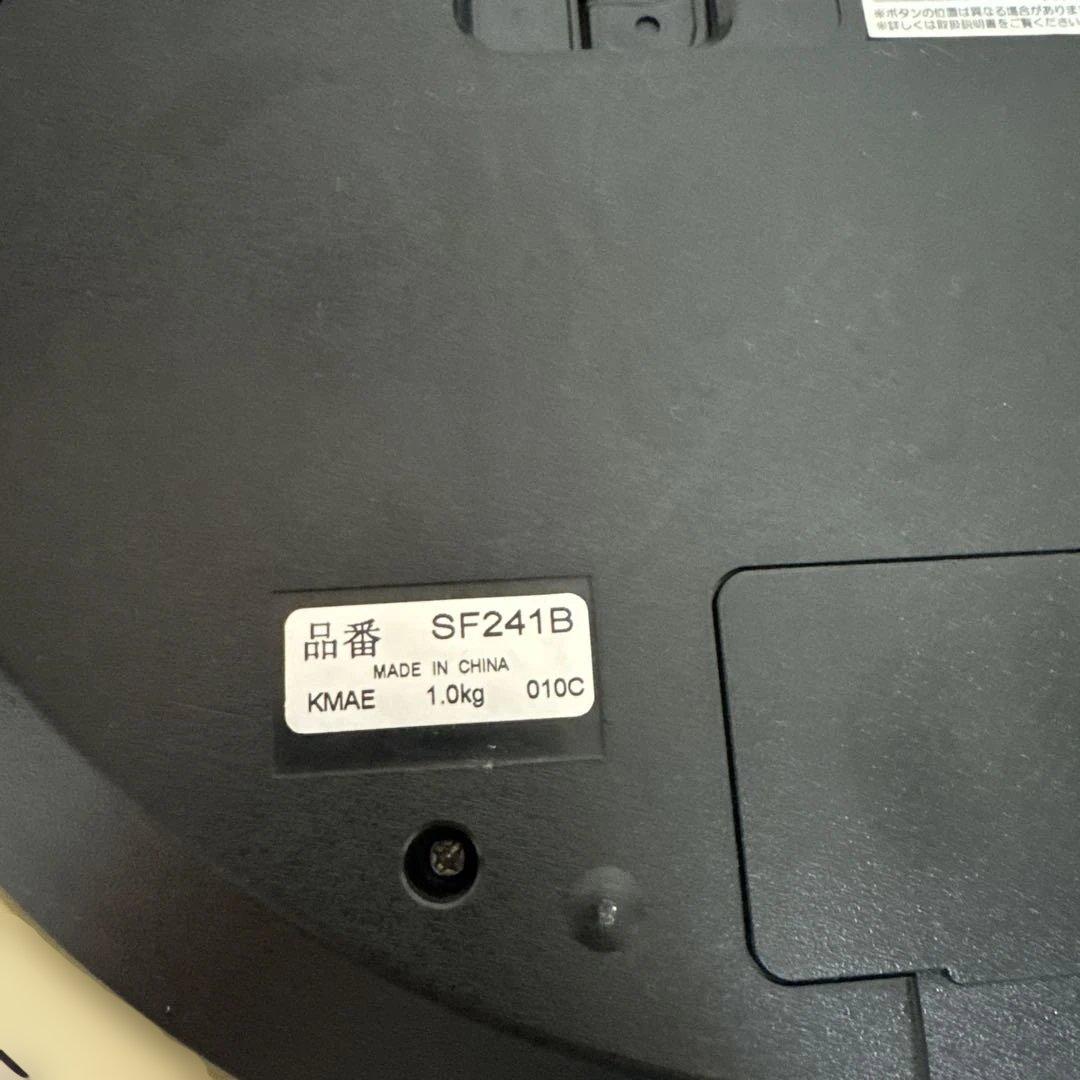 ※ボタンの位置は異なる場合がありま
※詳しくは取扱説明書をご覧ください
品番 SF241B
MADE IN CHINA
KMAE 1.0kg 010C